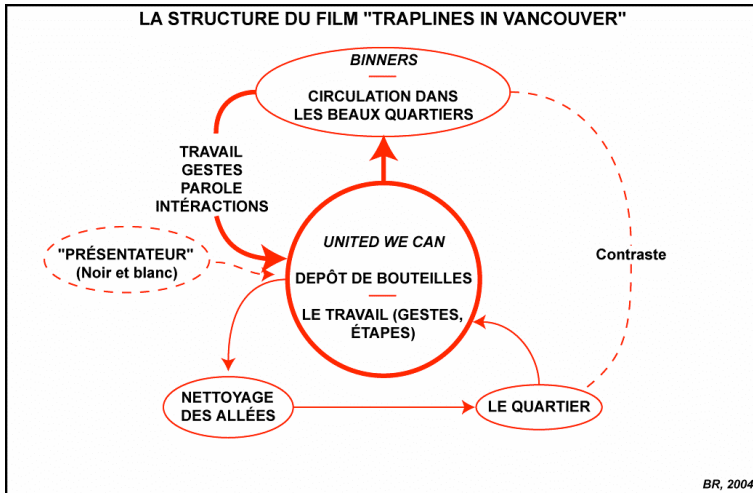 LA STRUCTURE DU FILM "TRAPLINES IN VANCOUVER"
BINNERS
CIRCULATION DANS
LES BEAUX QUARTIERS
TRAVAIL
GESTES
PAROLE
INTÉRACTIONS
"PRÉSENTATEUR"
(Noir et blanc)
UNITED WE CAN
DEPÔT DE BOUTEILLES
LE TRAVAIL (GESTES,
ÉTAPES)
Contraste
NETTOYAGE
DES ALLÉES
LE QUARTIER
BR, 2004